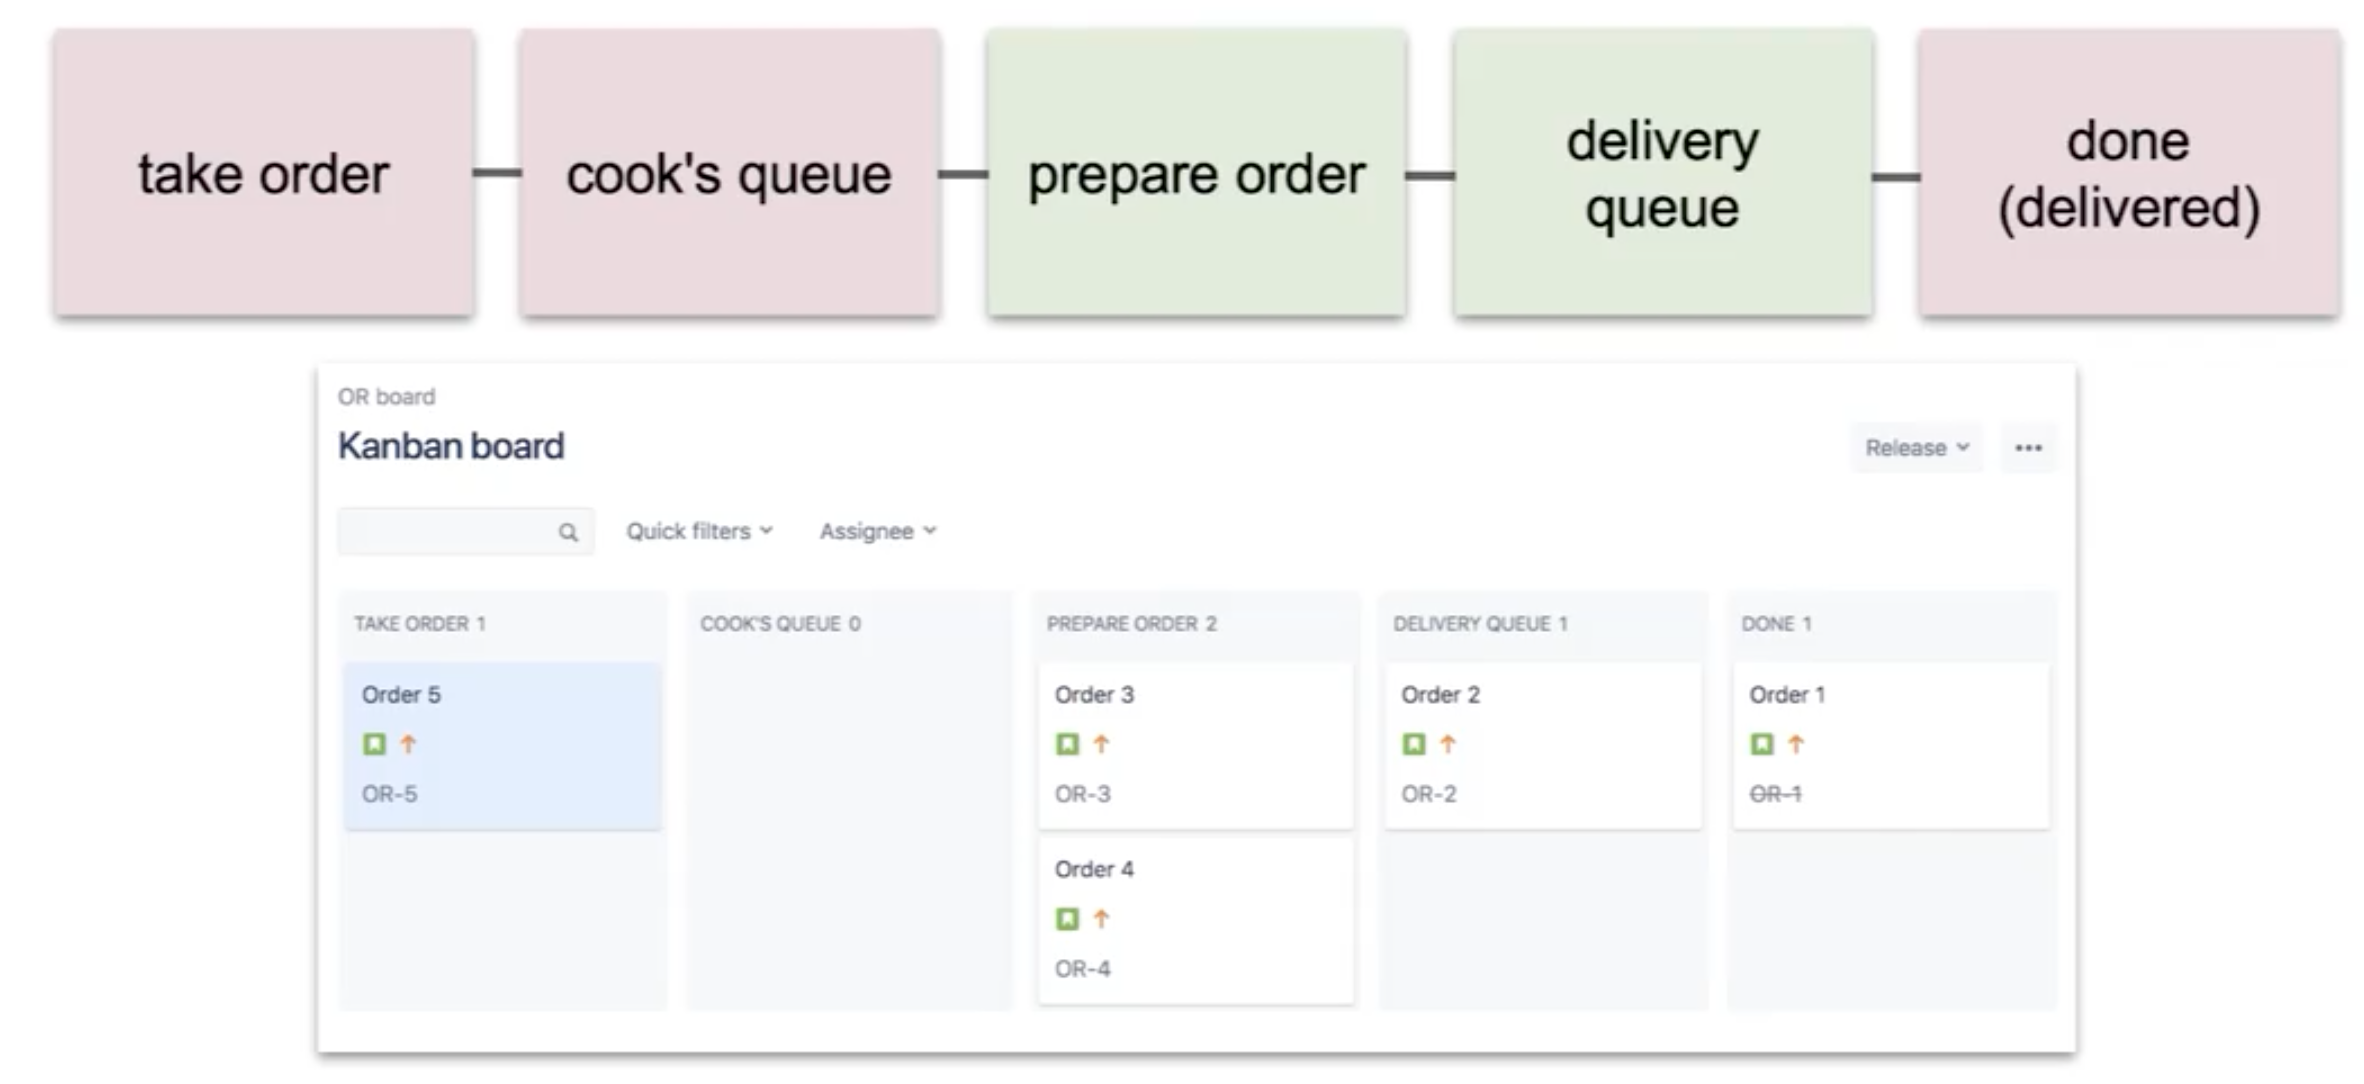 take order
cook's queue
prepare order
delivery
queue
done
(delivered)
OR board
Kanban board
Release
Quick filters
Assignee
TAKE ORDER 1
Order 5
OR-5
COOK'S QUEUE 0
PREPARE ORDER 2
Order 3
OR-3
Order 4
OR-4
DELIVERY QUEUE 1
Order 2
OR-2
DONE 1
Order 1
OR-1